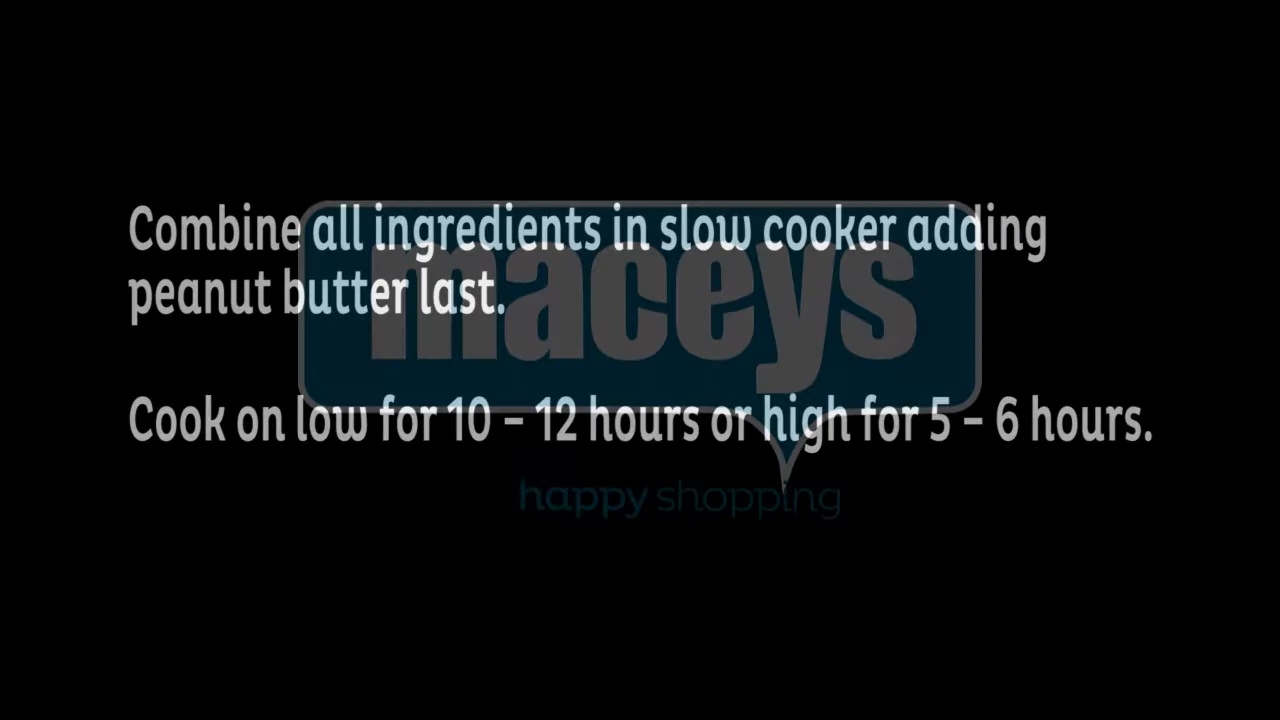 Combine all ingredients in slow cooker adding
peanut butter last.
maceys
Cook on low for 10 – 12 hours or high for 5 – 6 hours.
happy shopping